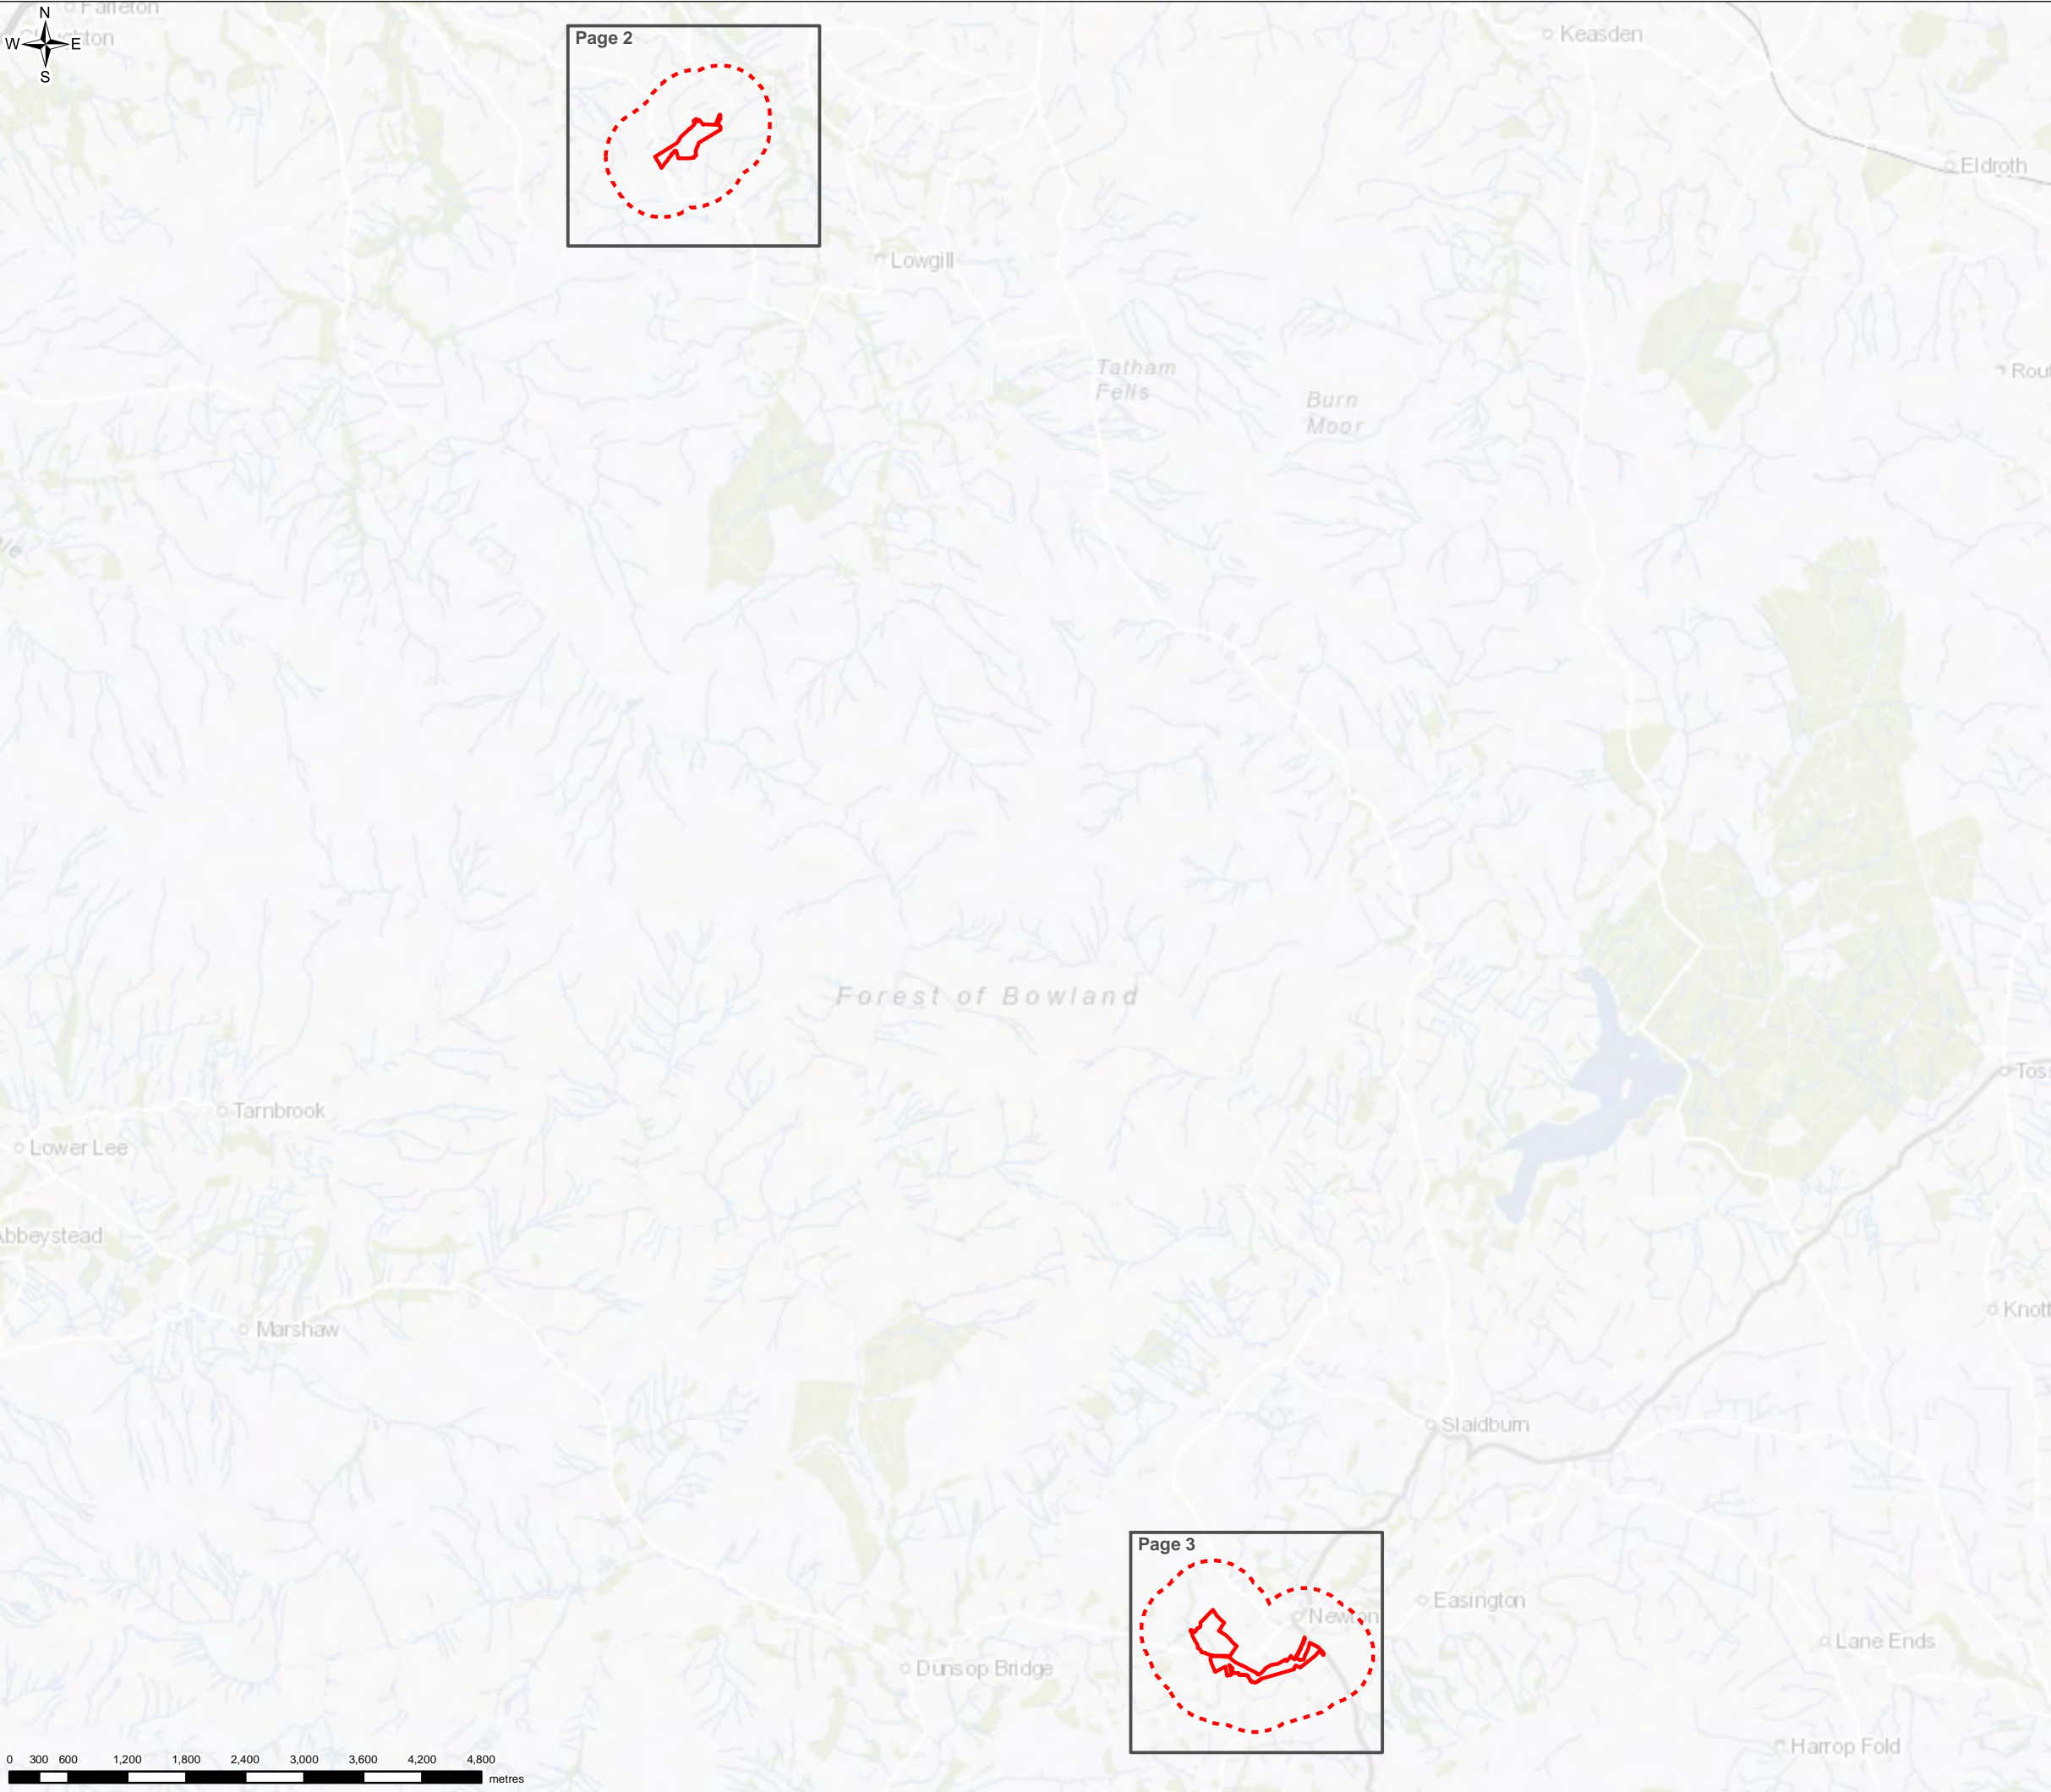 Farleton
N
W E
S
Page 2
Keasden
Eldroth
Lowgill
Tatham
Fells
Burn
Moor
Forest of Bowland
Tarnbrook
Lower Lee
Abbeystead
Marshaw
Slaidburn
Page 3
Newton
Easington
Lane Ends
Dunsop Bridge
Harrop Fold
0 300 600 1,200 1,800 2,400 3,000 3,600 4,200 4,800
metres